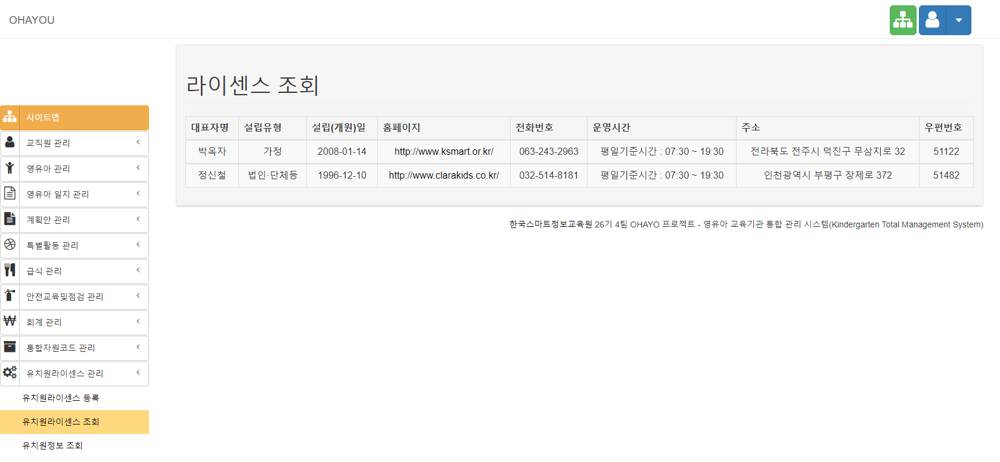 OHAYOU
사이트맵
교직원 관리
영유아 관리
영유아 일지 관리
계획안 관리
특별활동 관리
급식 관리
안전교육및점검 관리
회계 관리
통합자원코드 관리
유치원라이센스 관리
유치원라이센스 등록
유치원라이센스 조회
유치원정보 조회
라이센스 조회
대표자명 설립유형 설립(개원)일 홈페이지 전화번호 운영시간 주소 우편번호
박옥자 가정 2008-01-14 http://www.ksmart.or.kr/ 063-243-2963 평일기준시간 : 07:30 ~ 19:30 전라북도 전주시 덕진구 무삼지로 32 51122
정신철 법인·단체등 1996-12-10 http://www.clarakids.co.kr/ 032-514-8181 평일기준시간 : 07:30 ~ 19:30 인천광역시 부평구 장제로 372 51482
한국스마트정보교육원 26기 4팀 OHAYO 프로젝트 - 영유아 교육기관 통합 관리 시스템(Kindergarten Total Management System)